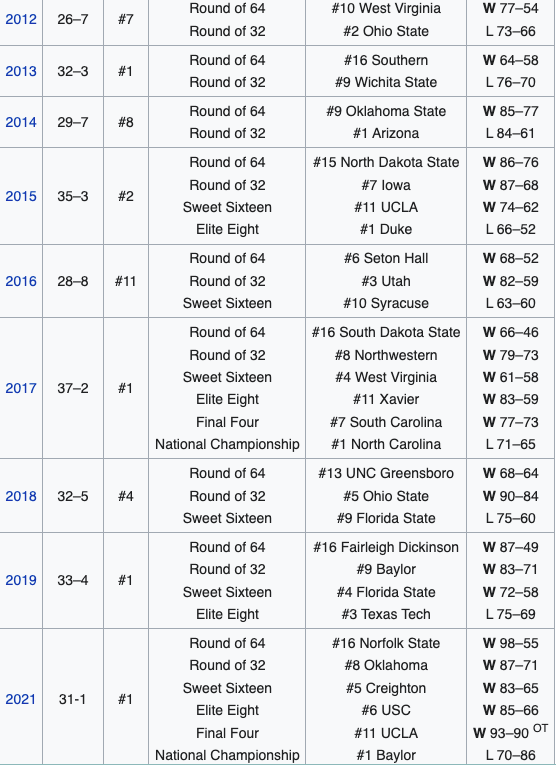 2012 26–7 #7 Round of 64 #10 West Virginia W 77–54
Round of 32 #2 Ohio State L 73–66
2013 32–3 #1 Round of 64 #16 Southern W 64–58
Round of 32 #9 Wichita State L 76–70
2014 29–7 #8 Round of 64 #9 Oklahoma State W 85–77
Round of 32 #1 Arizona L 84–61
2015 35–3 #2 Round of 64 #15 North Dakota State W 86–76
Round of 32 #7 Iowa W 87–68
Sweet Sixteen #11 UCLA W 74–62
Elite Eight #1 Duke L 66–52
2016 28–8 #11 Round of 64 #6 Seton Hall W 68–52
Round of 32 #3 Utah W 82–59
Sweet Sixteen #10 Syracuse L 63–60
2017 37–2 #1 Round of 64 #16 South Dakota State W 66–46
Round of 32 #8 Northwestern W 79–73
Sweet Sixteen #4 West Virginia W 61–58
Elite Eight #11 Xavier W 83–59
Final Four #7 South Carolina W 77–73
National Championship #1 North Carolina L 71–65
2018 32–5 #4 Round of 64 #13 UNC Greensboro W 68–64
Round of 32 #5 Ohio State W 90–84
Sweet Sixteen #9 Florida State L 75–60
2019 33–4 #1 Round of 64 #16 Fairleigh Dickinson W 87–49
Round of 32 #9 Baylor W 83–71
Sweet Sixteen #4 Florida State W 72–58
Elite Eight #3 Texas Tech L 75–69
2021 31-1 #1 Round of 64 #16 Norfolk State W 98–55
Round of 32 #8 Oklahoma W 87–71
Sweet Sixteen #5 Creighton W 83–65
Elite Eight #6 USC W 85–66
Final Four #11 UCLA W 93–90 OT
National Championship #1 Baylor L 70–86